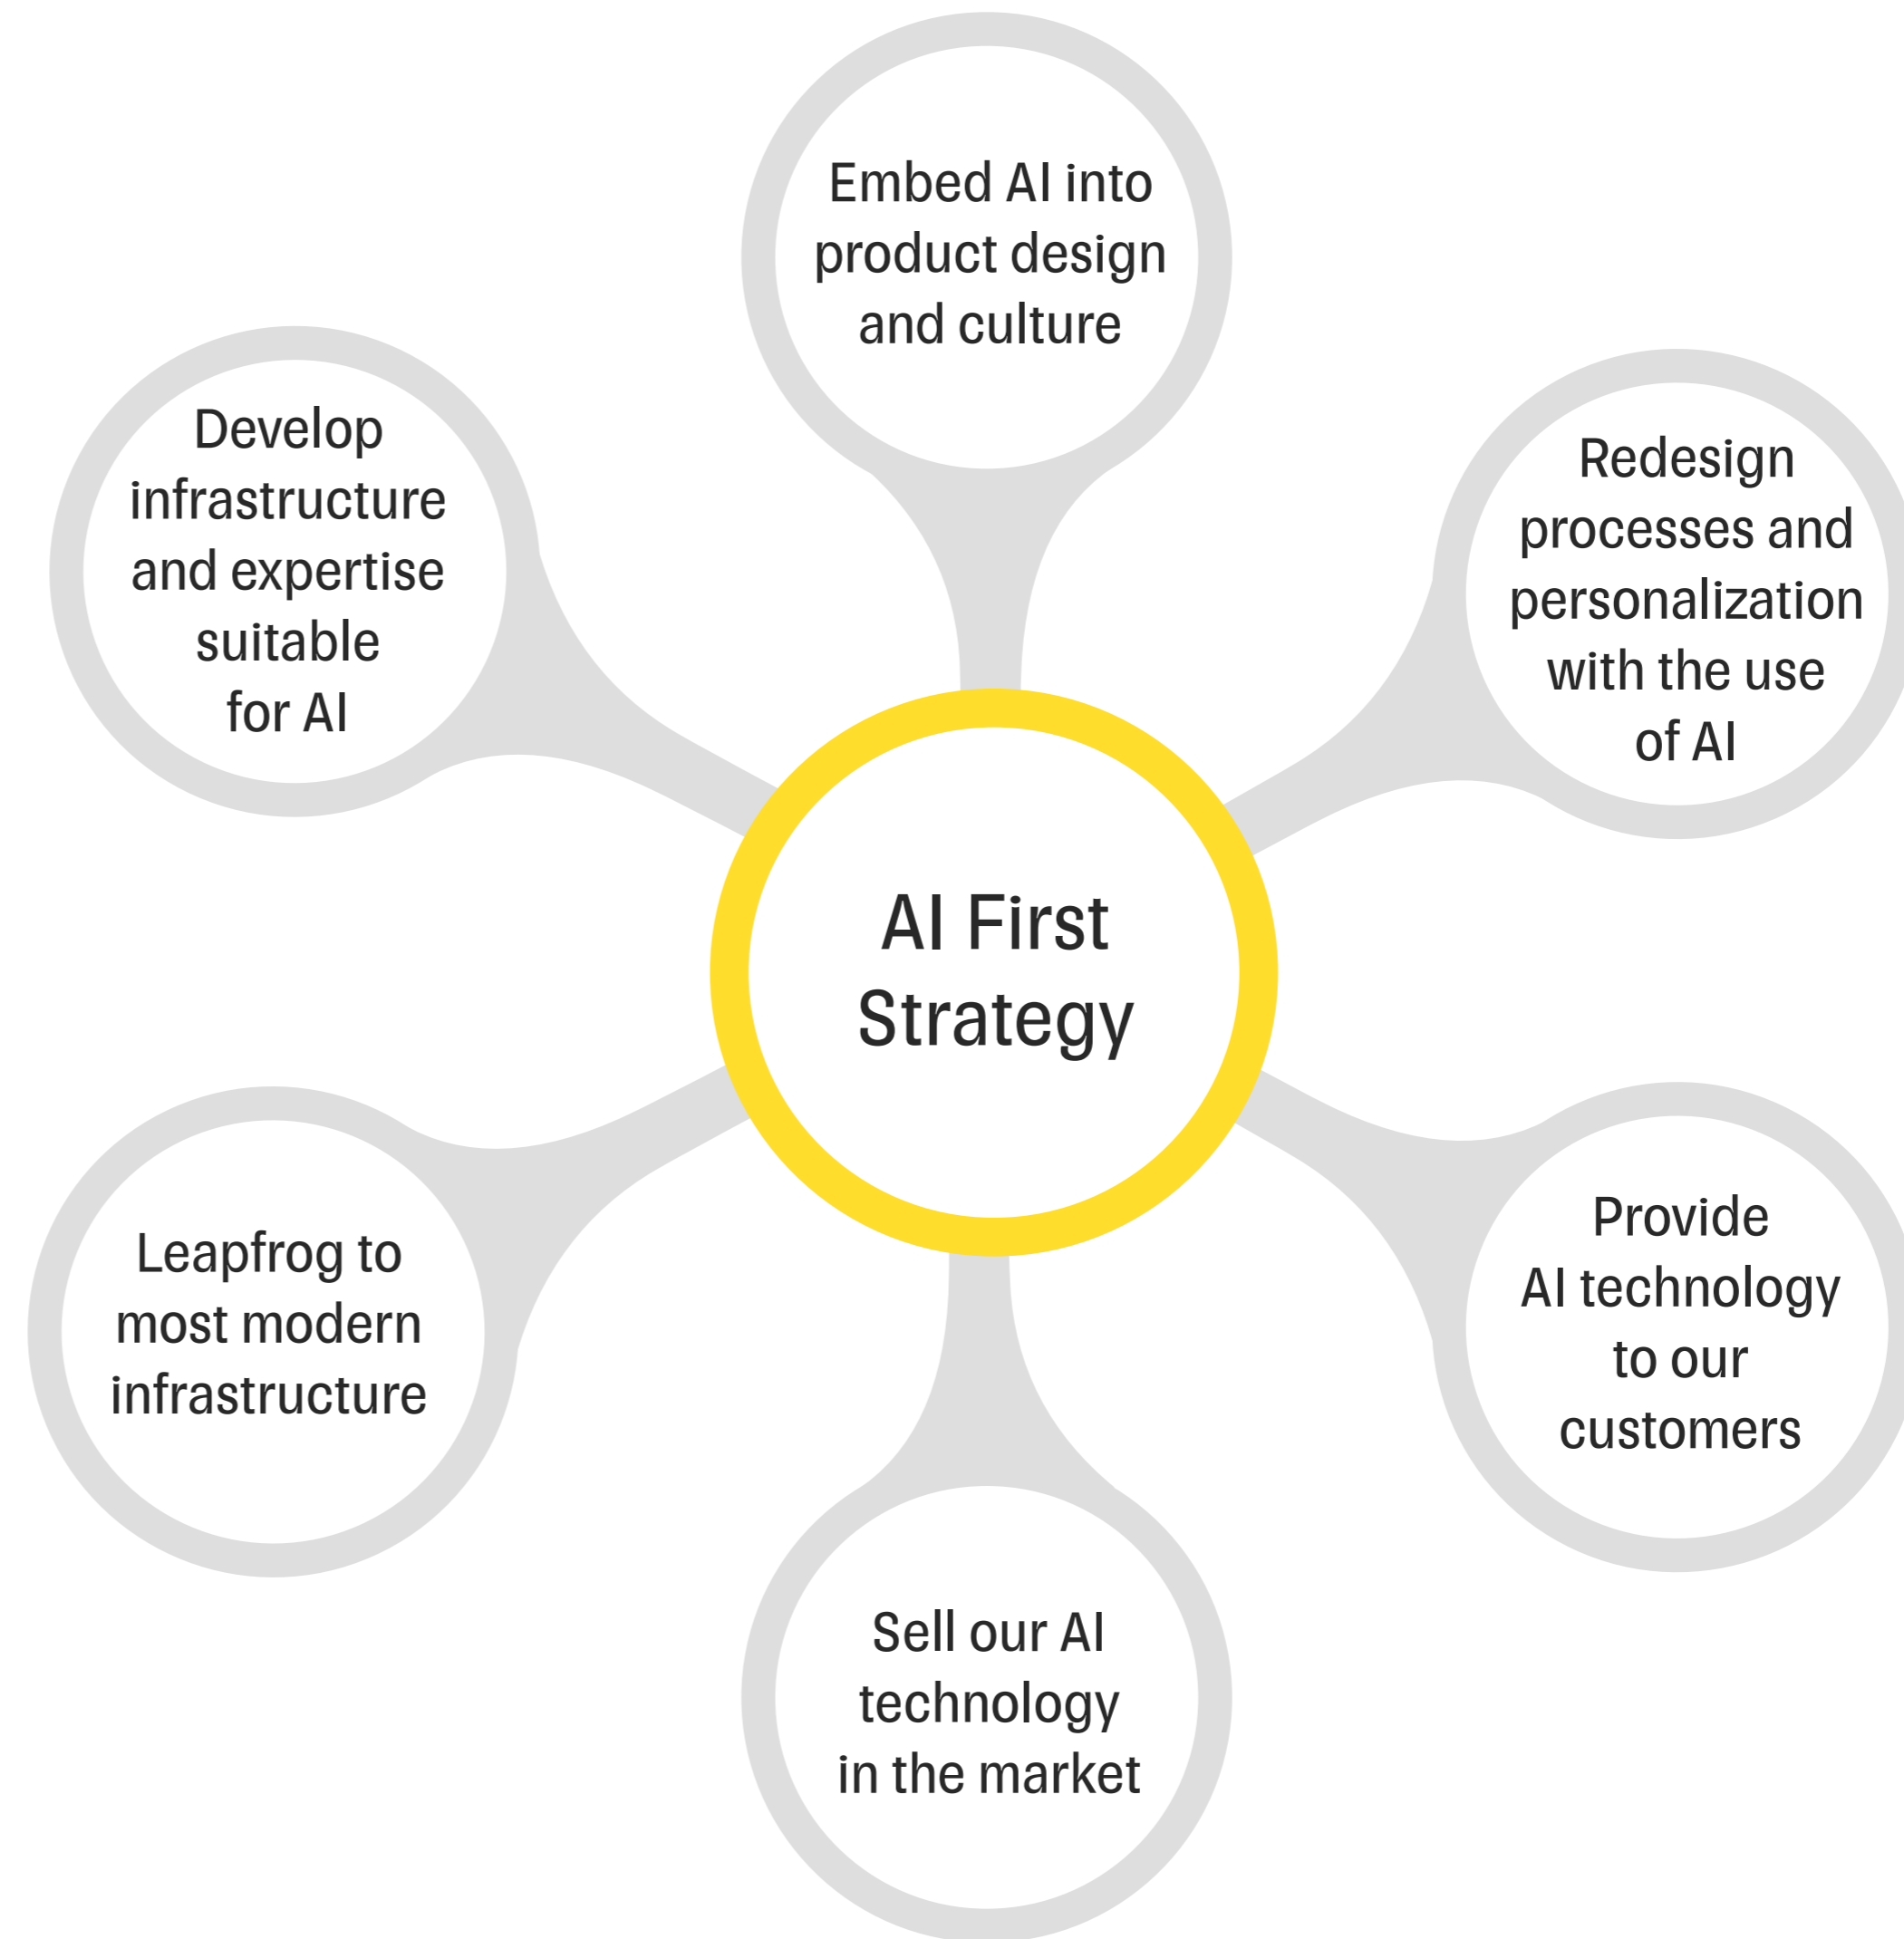 Embed AI into
product design
and culture
Develop
infrastructure
and expertise
suitable
for AI
Redesign
processes and
personalization
with the use
of AI
AI First
Strategy
Leapfrog to
most modern
infrastructure
Provide
AI technology
to our
customers
Sell our AI
technology
in the market